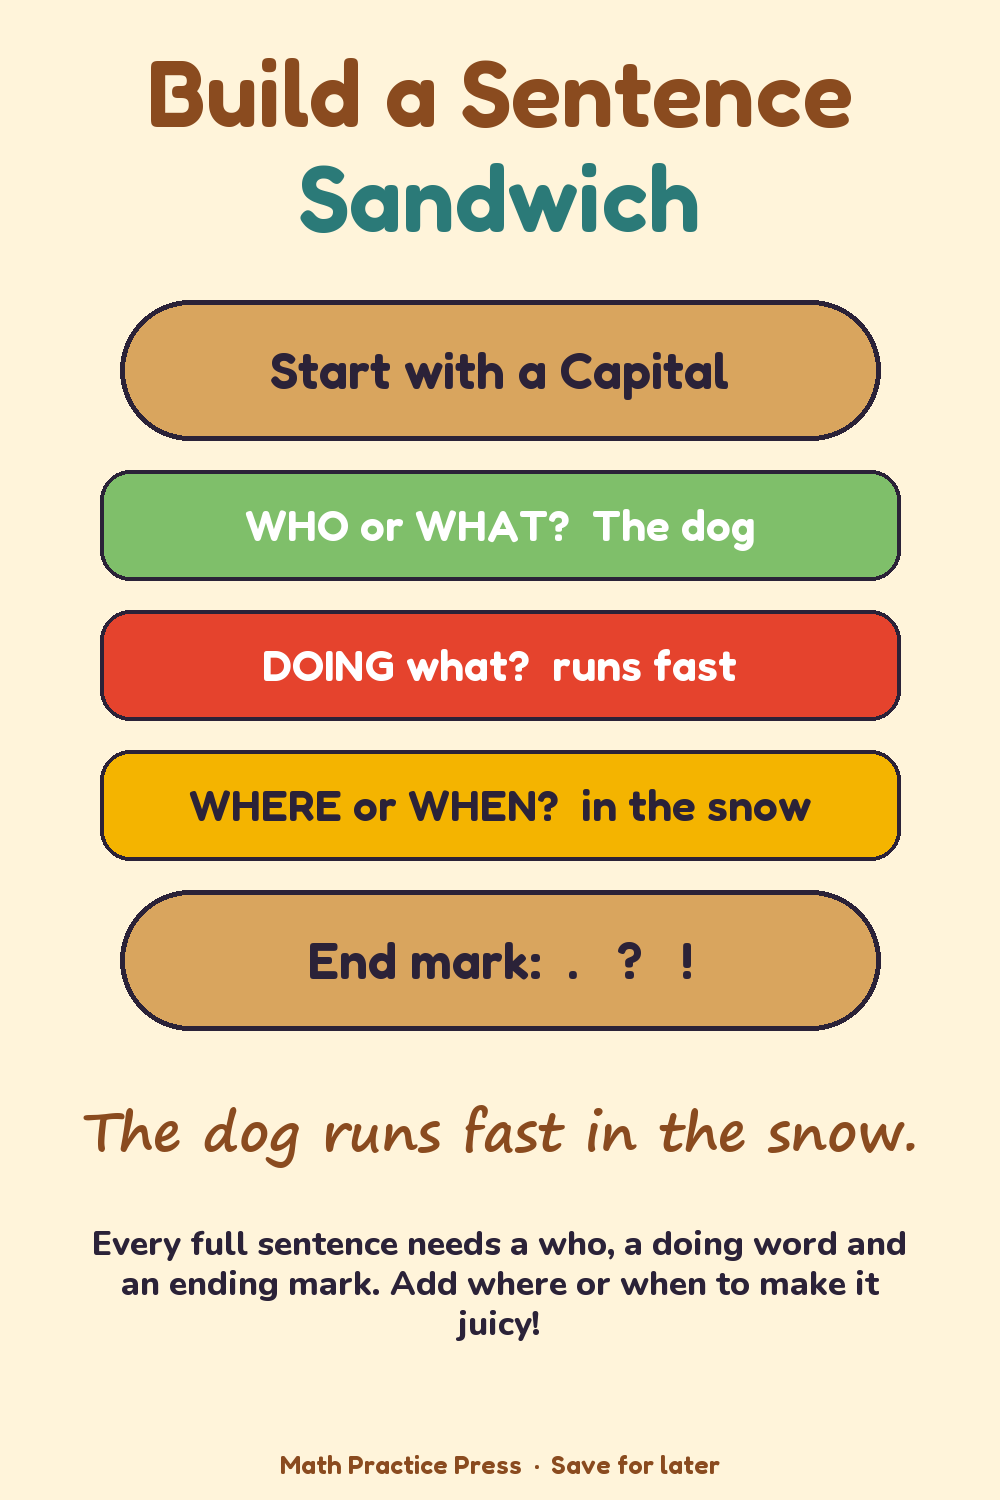 Build a Sentence
Sandwich
Start with a Capital
WHO or WHAT? The dog
DOING what? runs fast
WHERE or WHEN? in the snow
End mark: . ? !
The dog runs fast in the snow.
Every full sentence needs a who, a doing word and
an ending mark. Add where or when to make it
juicy!
Math Practice Press · Save for later